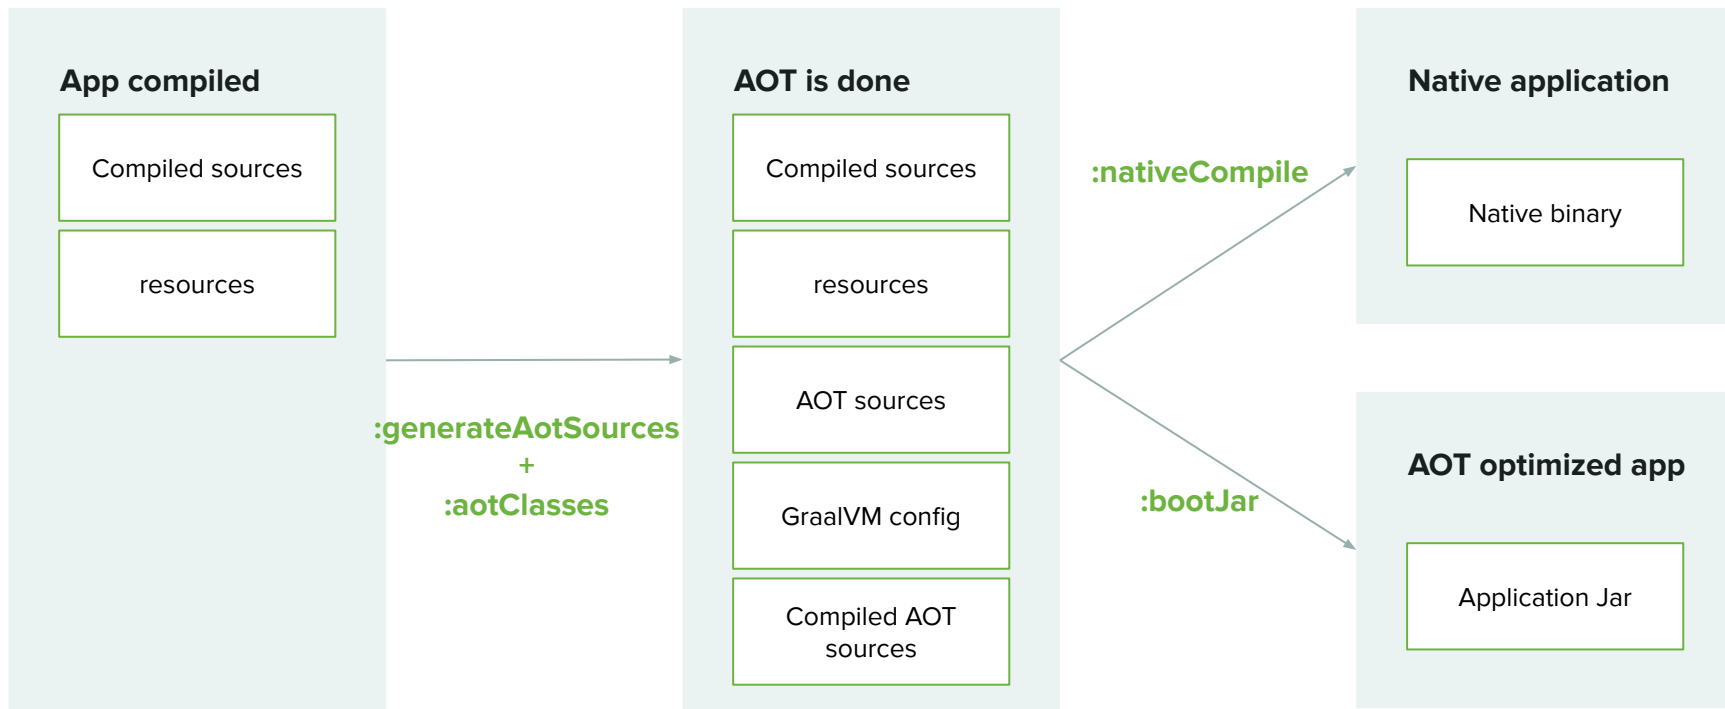 App compiled
Compiled sources
resources
:generateAotSources
+
:aotClasses
AOT is done
Compiled sources
resources
AOT sources
GraalVM config
Compiled AOT
sources
:nativeCompile
:bootJar
Native application
Native binary
AOT optimized app
Application Jar